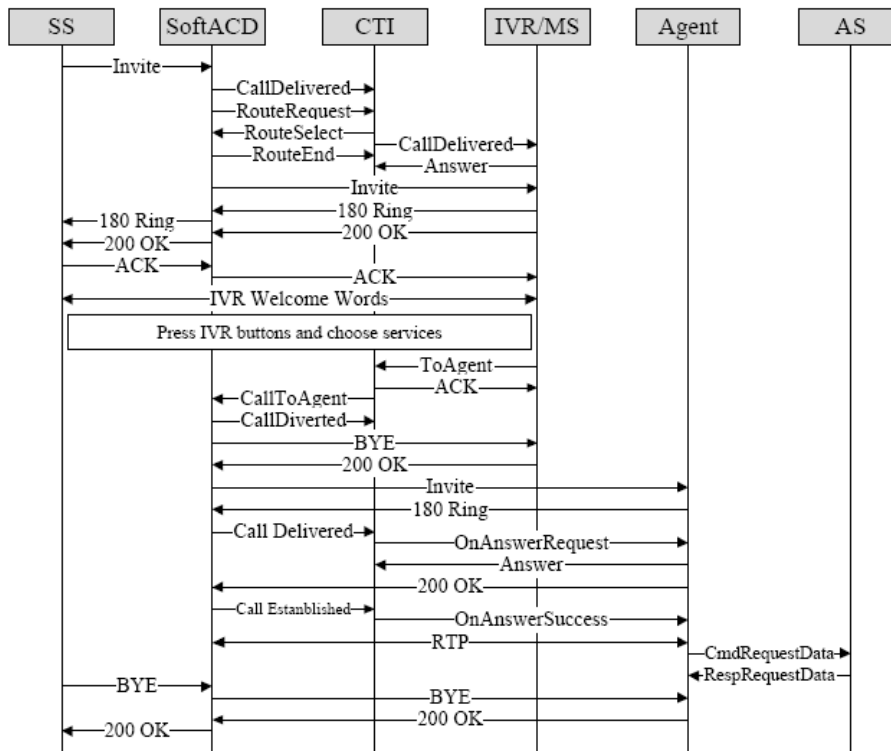 SS
SoftACD
CTI
IVR/MS
Agent
AS
Invite
CallDelivered
RouteRequest
RouteSelect
CallDelivered
RouteEnd
Answer
Invite
180 Ring
180 Ring
200 OK
200 OK
ACK
ACK
IVR Welcome Words
Press IVR buttons and choose services
ToAgent
ACK
CallToAgent
CallDiverted
BYE
200 OK
Invite
180 Ring
Call Delivered
OnAnswerRequest
Answer
200 OK
Call Estanblished
OnAnswerSuccess
RTP
CmdRequestData
RespRequestData
BYE
BYE
200 OK
200 OK